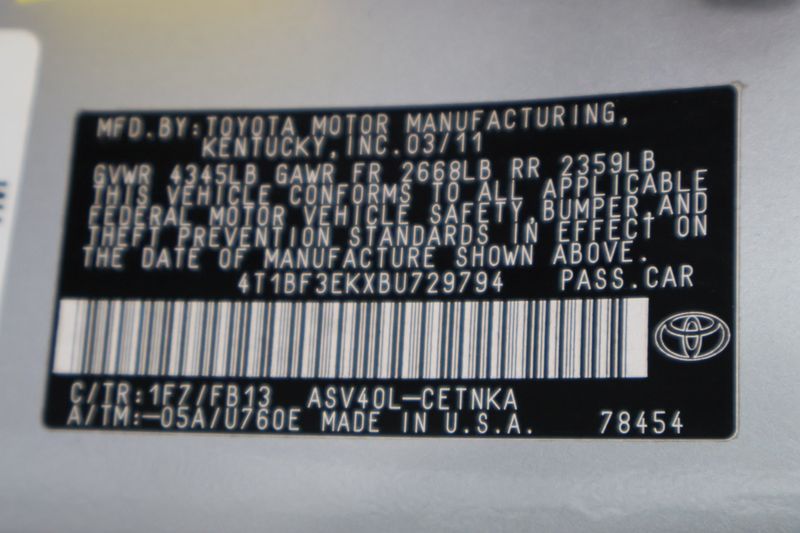 MFD.BY:TOYOTA MOTOR MANUFACTURING,
KENTUCKY,INC.03/11
GVWR 4345LB GAWR FR 2668LB RR 2359LB
THIS VEHICLE CONFORMS TO ALL APPLICABLE
FEDERAL MOTOR VEHICLE SAFETY,BUMPER,AND
THEFT PREVENTION STANDARDS IN EFFECT ON
THE DATE OF MANUFACTURE SHOWN ABOVE.
4T1BF3EKXBU729794 PASS.CAR
C/TR:1F7/FB13 ASV40L-CETNKA
A/TM:-05A/U760E MADE IN U.S.A. 78454